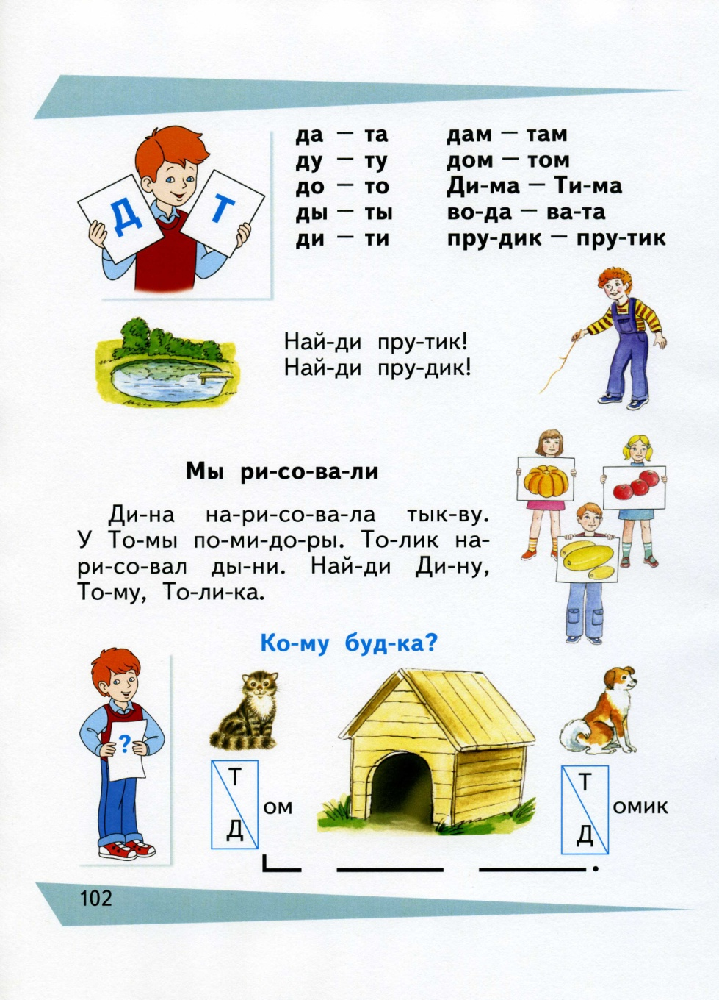 Д Т
да – та дам – там
ду – ту дом – том
до – то Ди-ма – Ти-ма
ды – ты во-да – ва-та
ди – ти пру-дик – пру-тик
Най-ди пру-тик!
Най-ди пру-дик!
Мы ри-со-ва-ли
Ди-на на-ри-со-ва-ла тык-ву.
У То-мы по-ми-до-ры. То-лик на-
ри-со-вал ды-ни. Най-ди Ди-ну,
То-му, То-ли-ка.
Ко-му буд-ка?
?
Т
Д
ом
Т
Д
омик
102